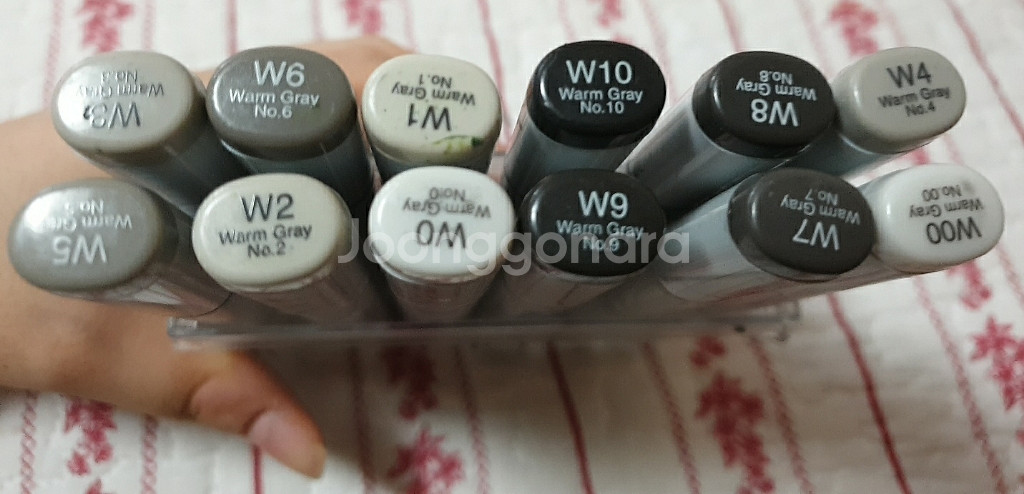 W3
Warm Gray
No.3
W6
Warm Gray
No.6
W1
Warm Gray
No.1
W10
Warm Gray
No.10
W8
Warm Gray
No.8
W4
Warm Gray
No.4
W5
Warm Gray
No.5
W2
Warm Gray
No.2
W0
Warm Gray
No.0
W9
Warm Gray
No.9
W7
Warm Gray
No.7
W00
Warm Gray
No.00
Joonggonara